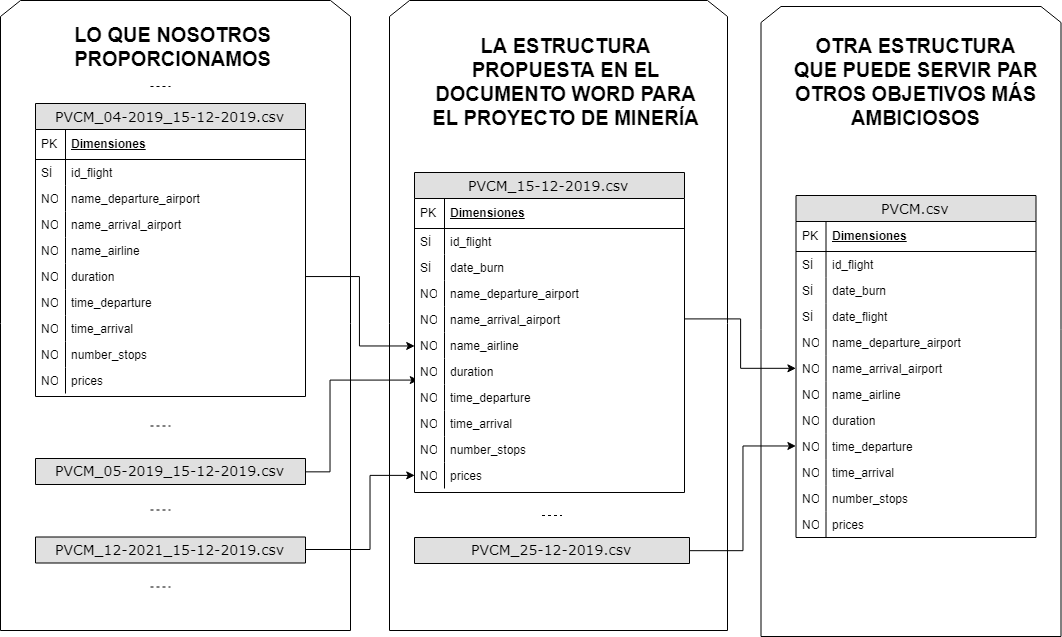 LO QUE NOSOTROS
PROPORCIONAMOS
----
PVCM_04-2019_15-12-2019.csv
PK Dimensiones
SÍ id_flight
NO name_departure_airport
NO name_arrival_airport
NO name_airline
NO duration
NO time_departure
NO time_arrival
NO number_stops
NO prices
----
PVCM_05-2019_15-12-2019.csv
----
PVCM_12-2021_15-12-2019.csv
----
LA ESTRUCTURA
PROPUESTA EN EL
DOCUMENTO WORD PARA
EL PROYECTO DE MINERÍA
PVCM_15-12-2019.csv
PK Dimensiones
SÍ id_flight
SÍ date_burn
NO name_departure_airport
NO name_arrival_airport
NO name_airline
NO duration
NO time_departure
NO time_arrival
NO number_stops
NO prices
----
PVCM_25-12-2019.csv
OTRA ESTRUCTURA
QUE PUEDE SERVIR PAR
OTROS OBJETIVOS MÁS
AMBICIOSOS
PVCM.csv
PK Dimensiones
SÍ id_flight
SÍ date_burn
SÍ date_flight
NO name_departure_airport
NO name_arrival_airport
NO name_airline
NO duration
NO time_departure
NO time_arrival
NO number_stops
NO prices